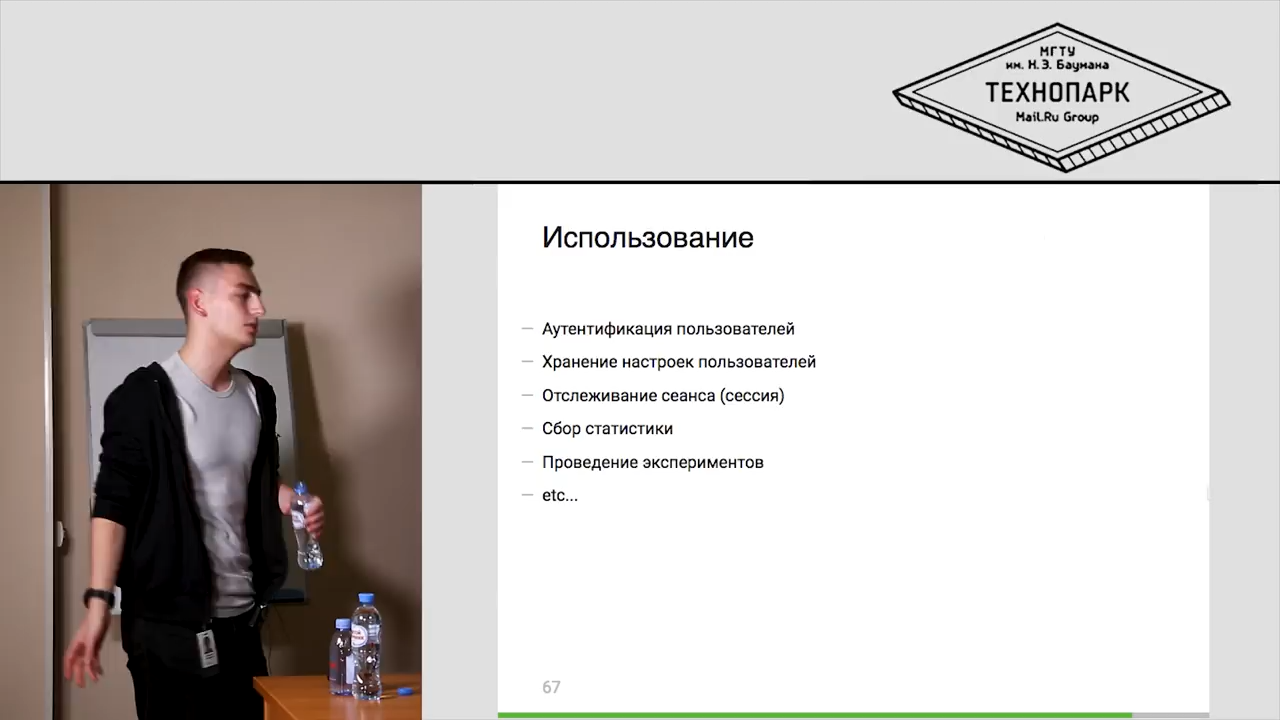 МГТУ
им. Н.Э. Баумана
ТЕХНОПАРК
Mail.Ru Group
Использование
— Аутентификация пользователей
— Хранение настроек пользователей
— Отслеживание сеанса (сессия)
— Сбор статистики
— Проведение экспериментов
— etc...
67